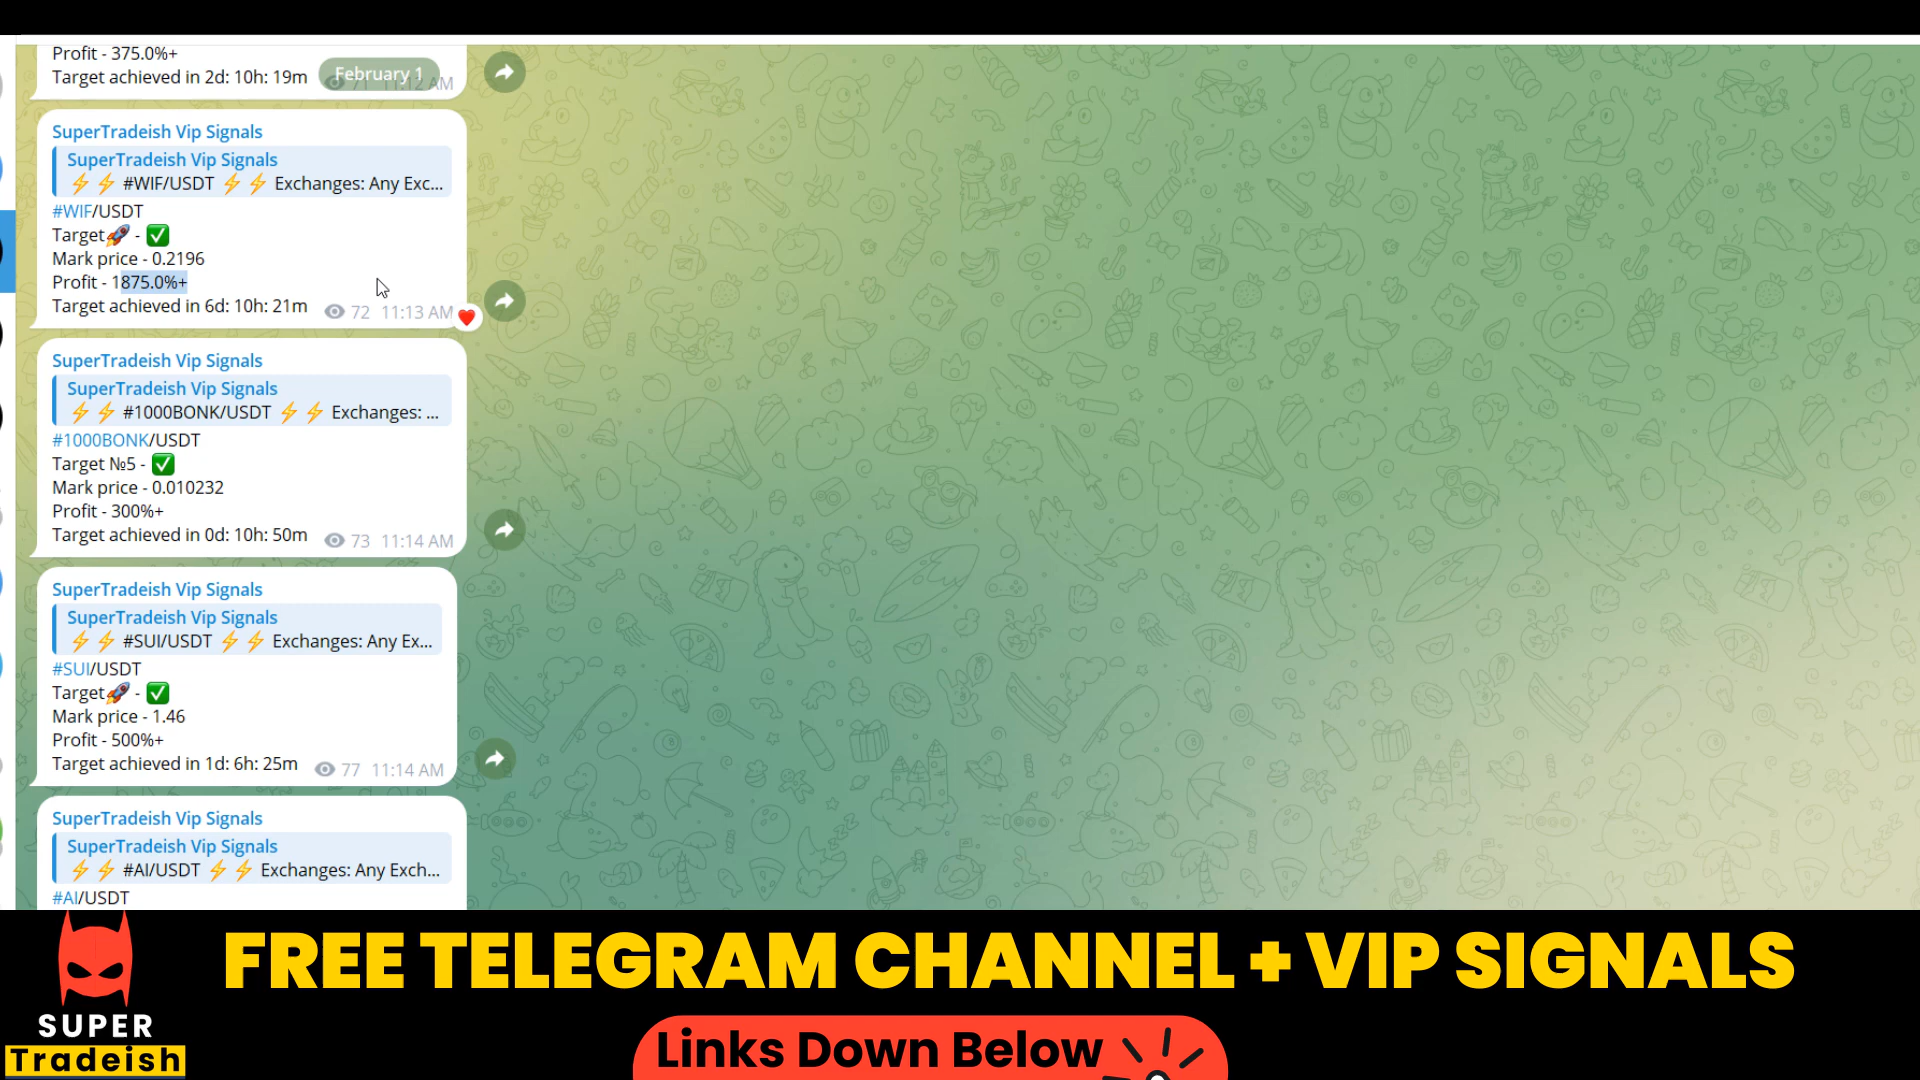 Profit - 375.0%+
Target achieved in 2d: 10h: 19m
February 1
71 11:12 AM
SuperTradeish Vip Signals
SuperTradeish Vip Signals
⚡⚡ #WIF/USDT ⚡⚡ Exchanges: Any Exc...
#WIF/USDT
Target🚀 - ✅
Mark price - 0.2196
Profit - 1875.0%+
Target achieved in 6d: 10h: 21m
72 11:13 AM
SuperTradeish Vip Signals
SuperTradeish Vip Signals
⚡⚡ #1000BONK/USDT ⚡⚡ Exchanges: ...
#1000BONK/USDT
Target №5 - ✅
Mark price - 0.010232
Profit - 300%+
Target achieved in 0d: 10h: 50m
73 11:14 AM
SuperTradeish Vip Signals
SuperTradeish Vip Signals
⚡⚡ #SUI/USDT ⚡⚡ Exchanges: Any Ex...
#SUI/USDT
Target🚀 - ✅
Mark price - 1.46
Profit - 500%+
Target achieved in 1d: 6h: 25m
77 11:14 AM
SuperTradeish Vip Signals
SuperTradeish Vip Signals
⚡⚡ #AI/USDT ⚡⚡ Exchanges: Any Exch...
#AI/USDT
FREE TELEGRAM CHANNEL + VIP SIGNALS
SUPER
Tradeish
Links Down Below